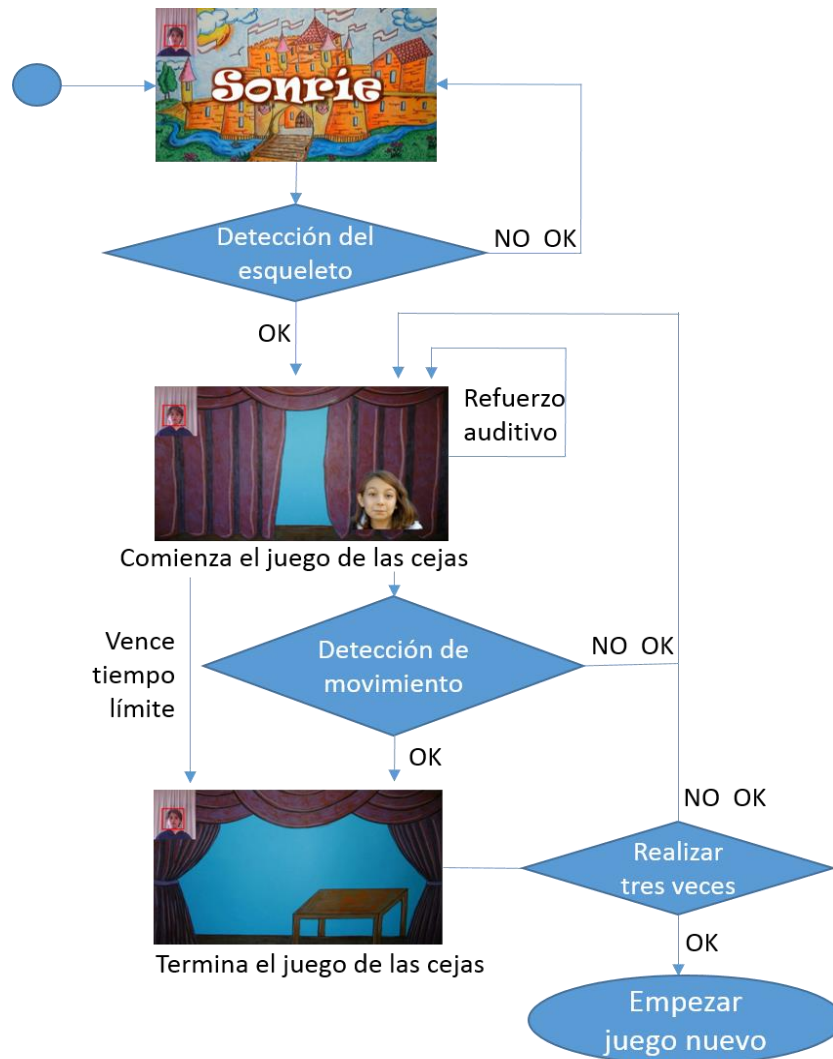 Sonríe
Detección del
esqueleto
NO OK
OK
Refuerzo
auditivo
Comienza el juego de las cejas
Vence
tiempo
límite
Detección de
movimiento
NO OK
OK
NO OK
Realizar
tres veces
Termina el juego de las cejas
OK
Empezar
juego nuevo